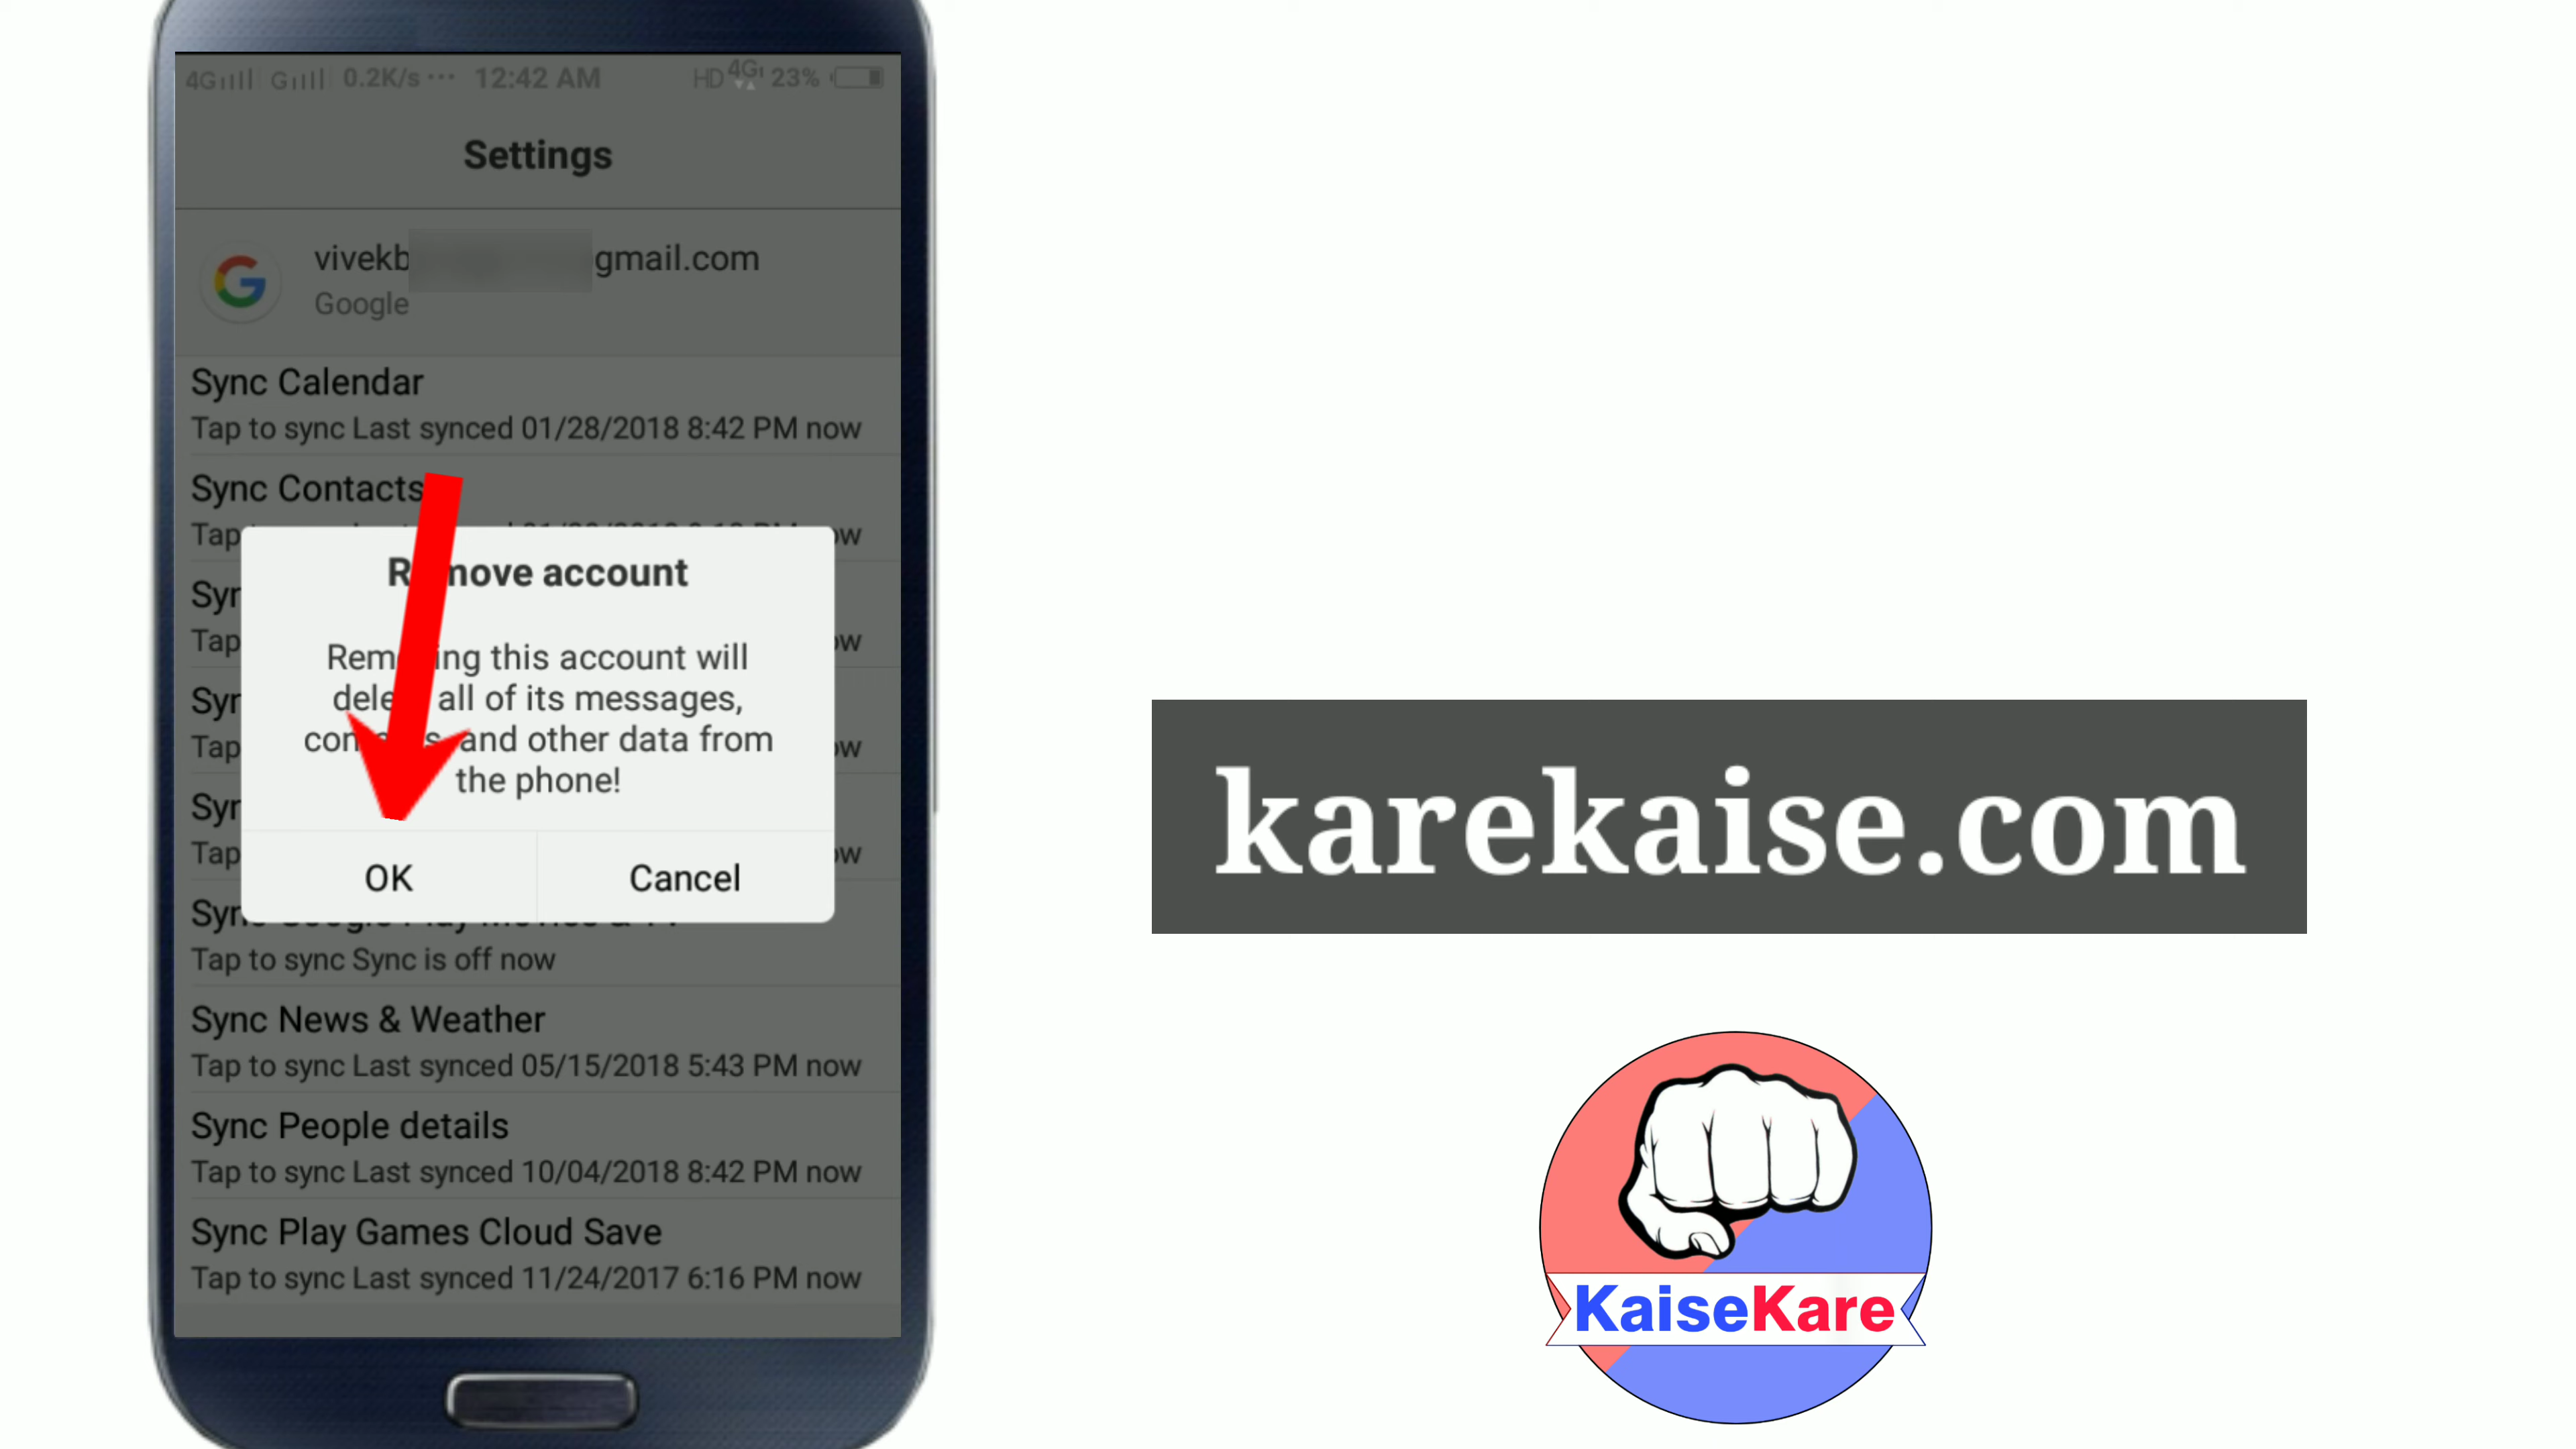 4G G 0.2K/s ... 12:42 AM HD 4G 23%
Settings
vivekb gmail.com
Google
Sync Calendar
Tap to sync Last synced 01/28/2018 8:42 PM now
Sync Contacts
Tap
Remove account
Removing this account will
delete all of its messages,
contacts, and other data from
the phone!
OK Cancel
Tap to sync Sync is off now
Sync News & Weather
Tap to sync Last synced 05/15/2018 5:43 PM now
Sync People details
Tap to sync Last synced 10/04/2018 8:42 PM now
Sync Play Games Cloud Save
Tap to sync Last synced 11/24/2017 6:16 PM now
karekaise.com
KaiseKare